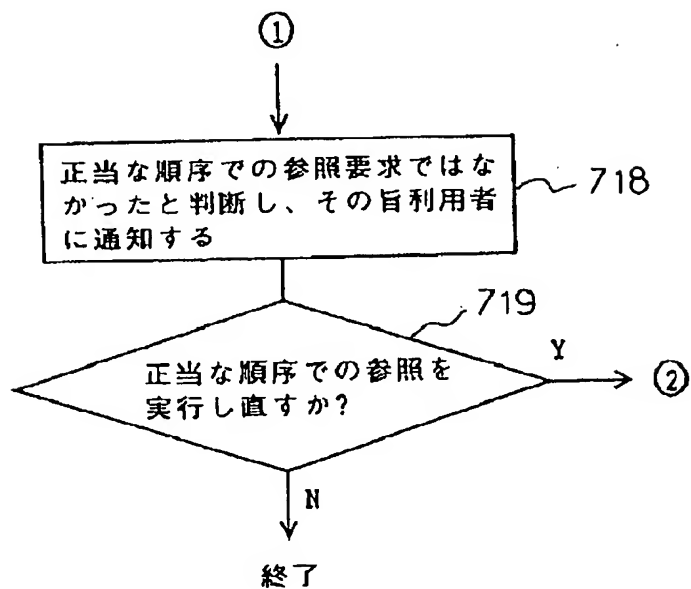 ①
正当な順序での参照要求ではな
かったと判断し、その旨利用者
に通知する
718
719
正当な順序での参照を
実行し直すか?
Y
②
N
終了